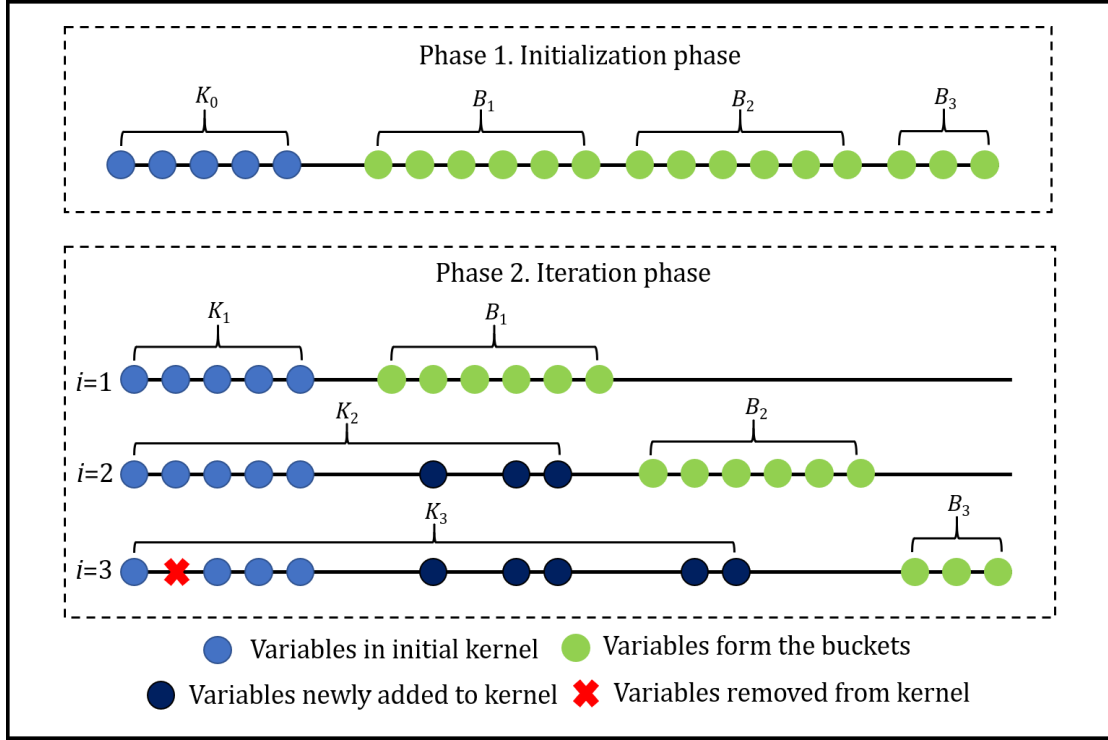 Phase 1. Initialization phase
K₀ B₁ B₂ B₃
Phase 2. Iteration phase
K₁ B₁
i=1
K₂ B₂
i=2
K₃ B₃
i=3
Variables in initial kernel Variables form the buckets
Variables newly added to kernel Variables removed from kernel